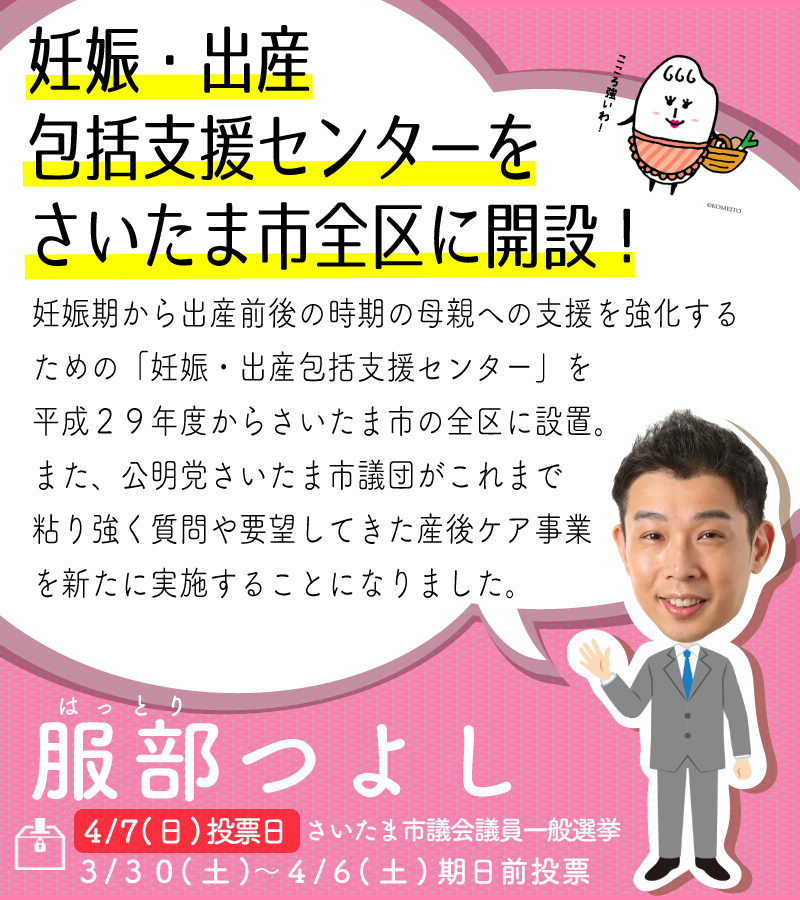 妊娠・出産
包括支援センターを
さいたま市全区に開設！
こころ強いわ！
©KOMEITO
妊娠期から出産前後の時期の母親への支援を強化する
ための「妊娠・出産包括支援センター」を
平成２９年度からさいたま市の全区に設置。
また、公明党さいたま市議団がこれまで
粘り強く質問や要望してきた産後ケア事業
を新たに実施することになりました。
はっとり
服部つよし
4/7(日)投票日 さいたま市議会議員一般選挙
3/30(土)〜4/6(土)期日前投票